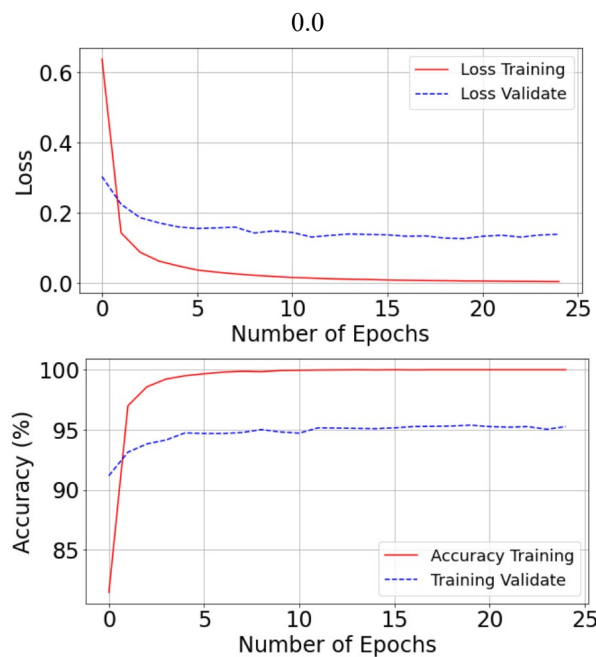 0.0
0.6
0.4
0.2
0.0
Loss
Loss Training
Loss Validate
0 5 10 15 20 25
Number of Epochs
100
95
90
85
Accuracy (%)
Accuracy Training
Training Validate
0 5 10 15 20 25
Number of Epochs